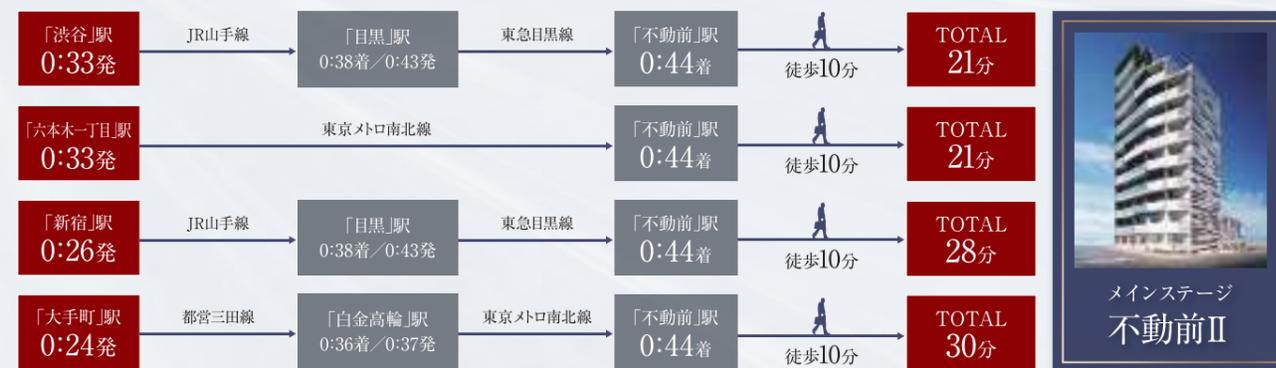 「渋谷」駅
0:33発
JR山手線
「目黒」駅
0:38着／0:43発
東急目黒線
「不動前」駅
0:44着
徒歩10分
TOTAL
21分
「六本木一丁目」駅
0:33発
東京メトロ南北線
「不動前」駅
0:44着
徒歩10分
TOTAL
21分
「新宿」駅
0:26発
JR山手線
「目黒」駅
0:38着／0:43発
東急目黒線
「不動前」駅
0:44着
徒歩10分
TOTAL
28分
「大手町」駅
0:24発
都営三田線
「白金高輪」駅
0:36着／0:37発
東京メトロ南北線
「不動前」駅
0:44着
徒歩10分
TOTAL
30分
メインステージ
不動前Ⅱ